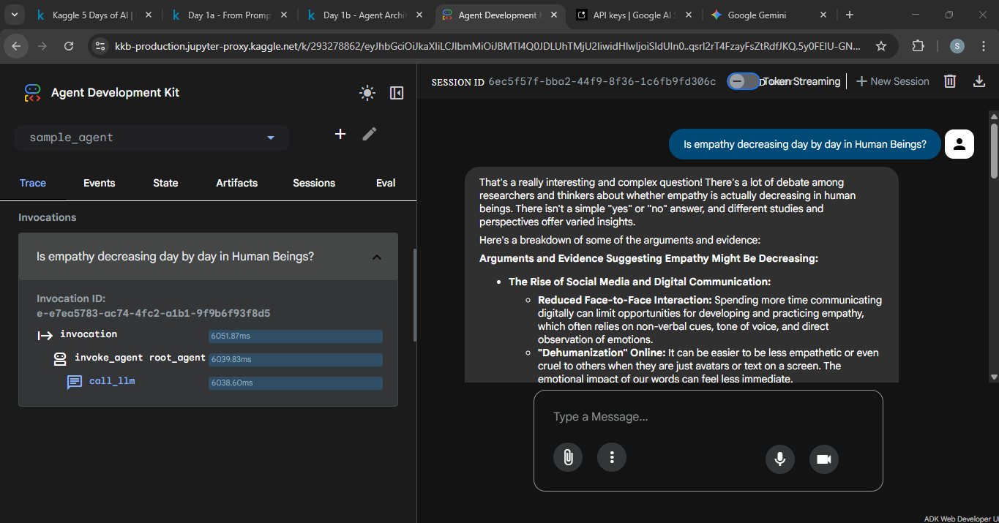 Kaggle 5 Days of AI |
Day 1a - From Promp
Day 1b - Agent Archit
Agent Development
API keys | Google AI S
Google Gemini
kkb-production.jupyter-proxy.kaggle.net/k/293278862/
S
Agent Development Kit
sample_agent
Trace Events State Artifacts Sessions Eval
Invocations
Is empathy decreasing day by day in Human Beings?
Invocation ID:
e-e7ea5783-ac74-4fc2-a1b1-9f9b6f93f8d5
invocation 6051.87ms
invoke_agent root_agent 6039.83ms
call_llm 6038.60ms
SESSION ID 6ec5f57f-bba2-44f9-8f36-1c6fb9fd306c Token Streaming + New Session
Is empathy decreasing day by day in Human Beings?
That's a really interesting and complex question! There's a lot of debate among
researchers and thinkers about whether empathy is actually decreasing in human
beings. There isn't a simple "yes" or "no" answer, and different studies and
perspectives offer varied insights.
Here's a breakdown of some of the arguments and evidence:
Arguments and Evidence Suggesting Empathy Might Be Decreasing:
• The Rise of Social Media and Digital Communication:
○ Reduced Face-to-Face Interaction: Spending more time communicating
digitally can limit opportunities for developing and practicing empathy,
which often relies on non-verbal cues, tone of voice, and direct
observation of emotions.
○ "Dehumanization" Online: It can be easier to be less empathetic or even
cruel to others when they are just avatars or text on a screen. The
emotional impact of our words can feel less immediate.
Type a Message...
ADK Web Developer U